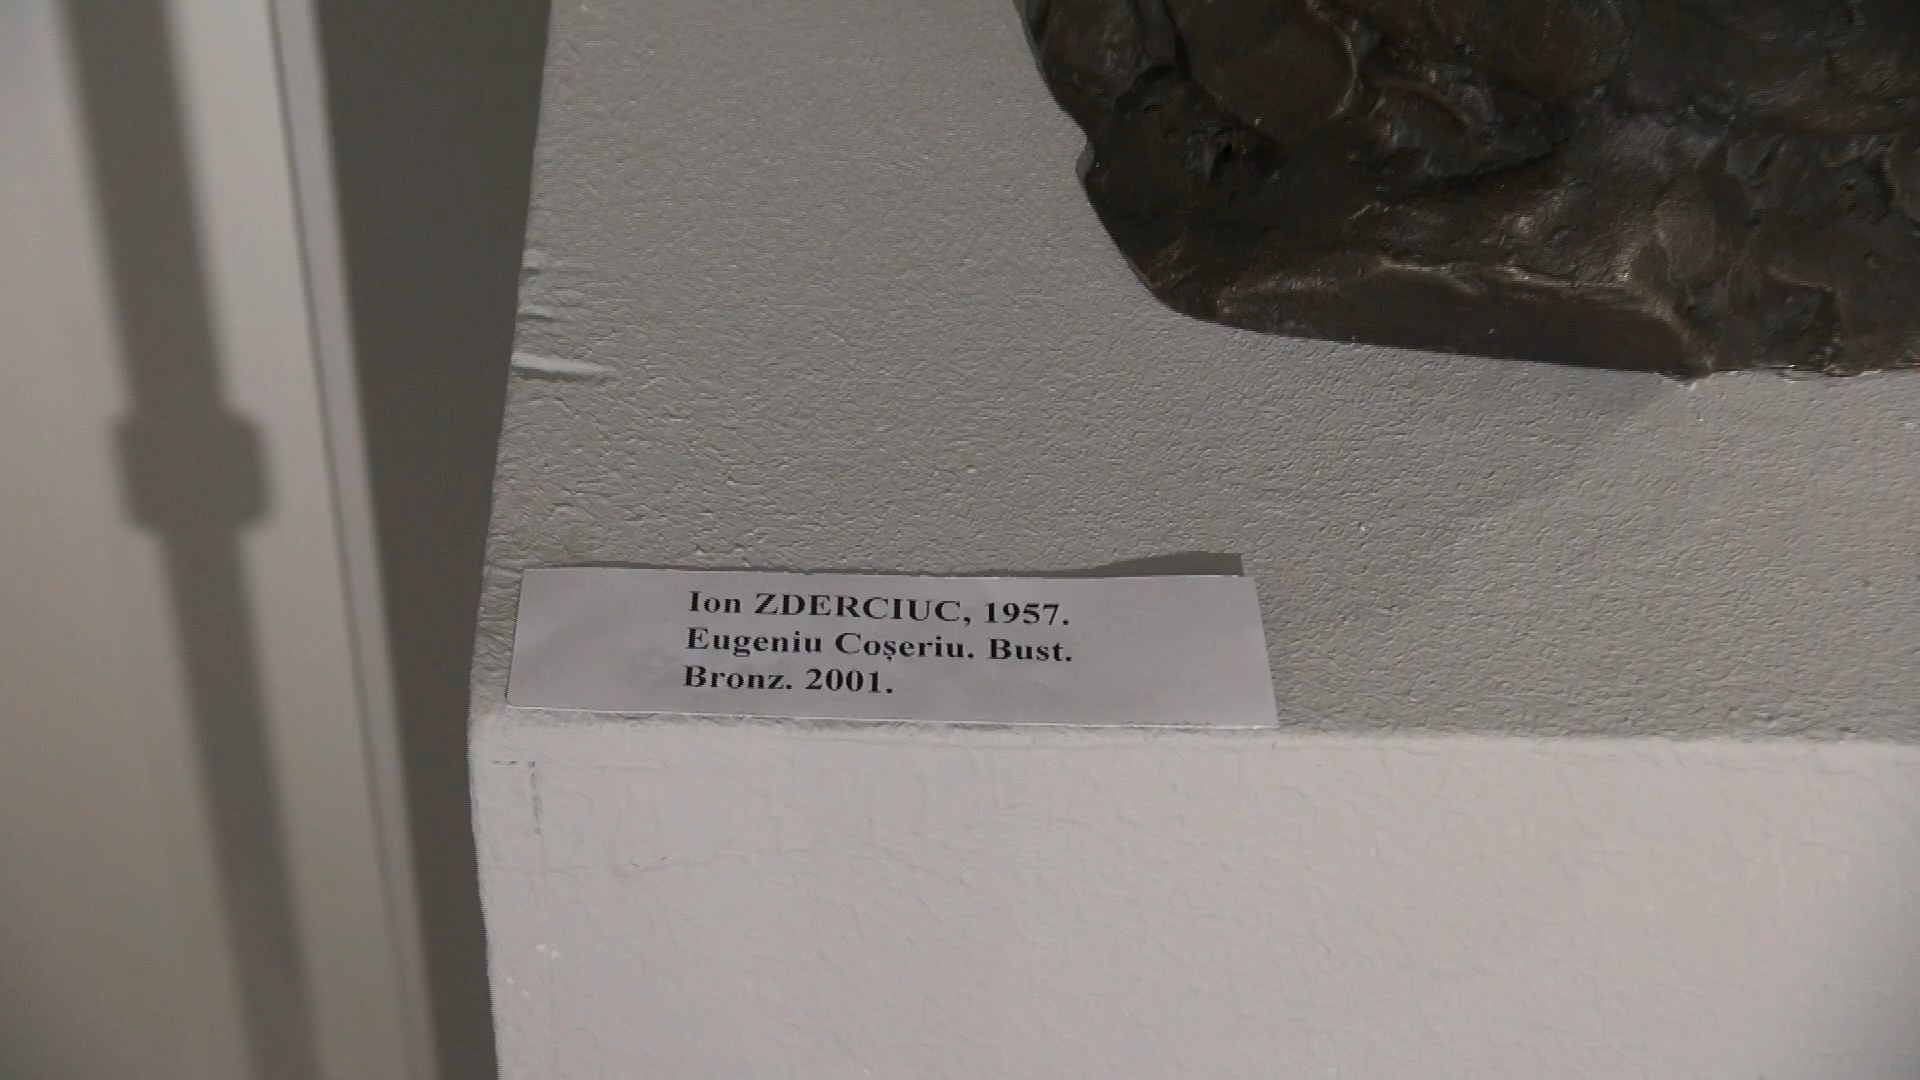 Ion ZDERCIUC, 1957.
Eugeniu Coșeriu. Bust.
Bronz. 2001.